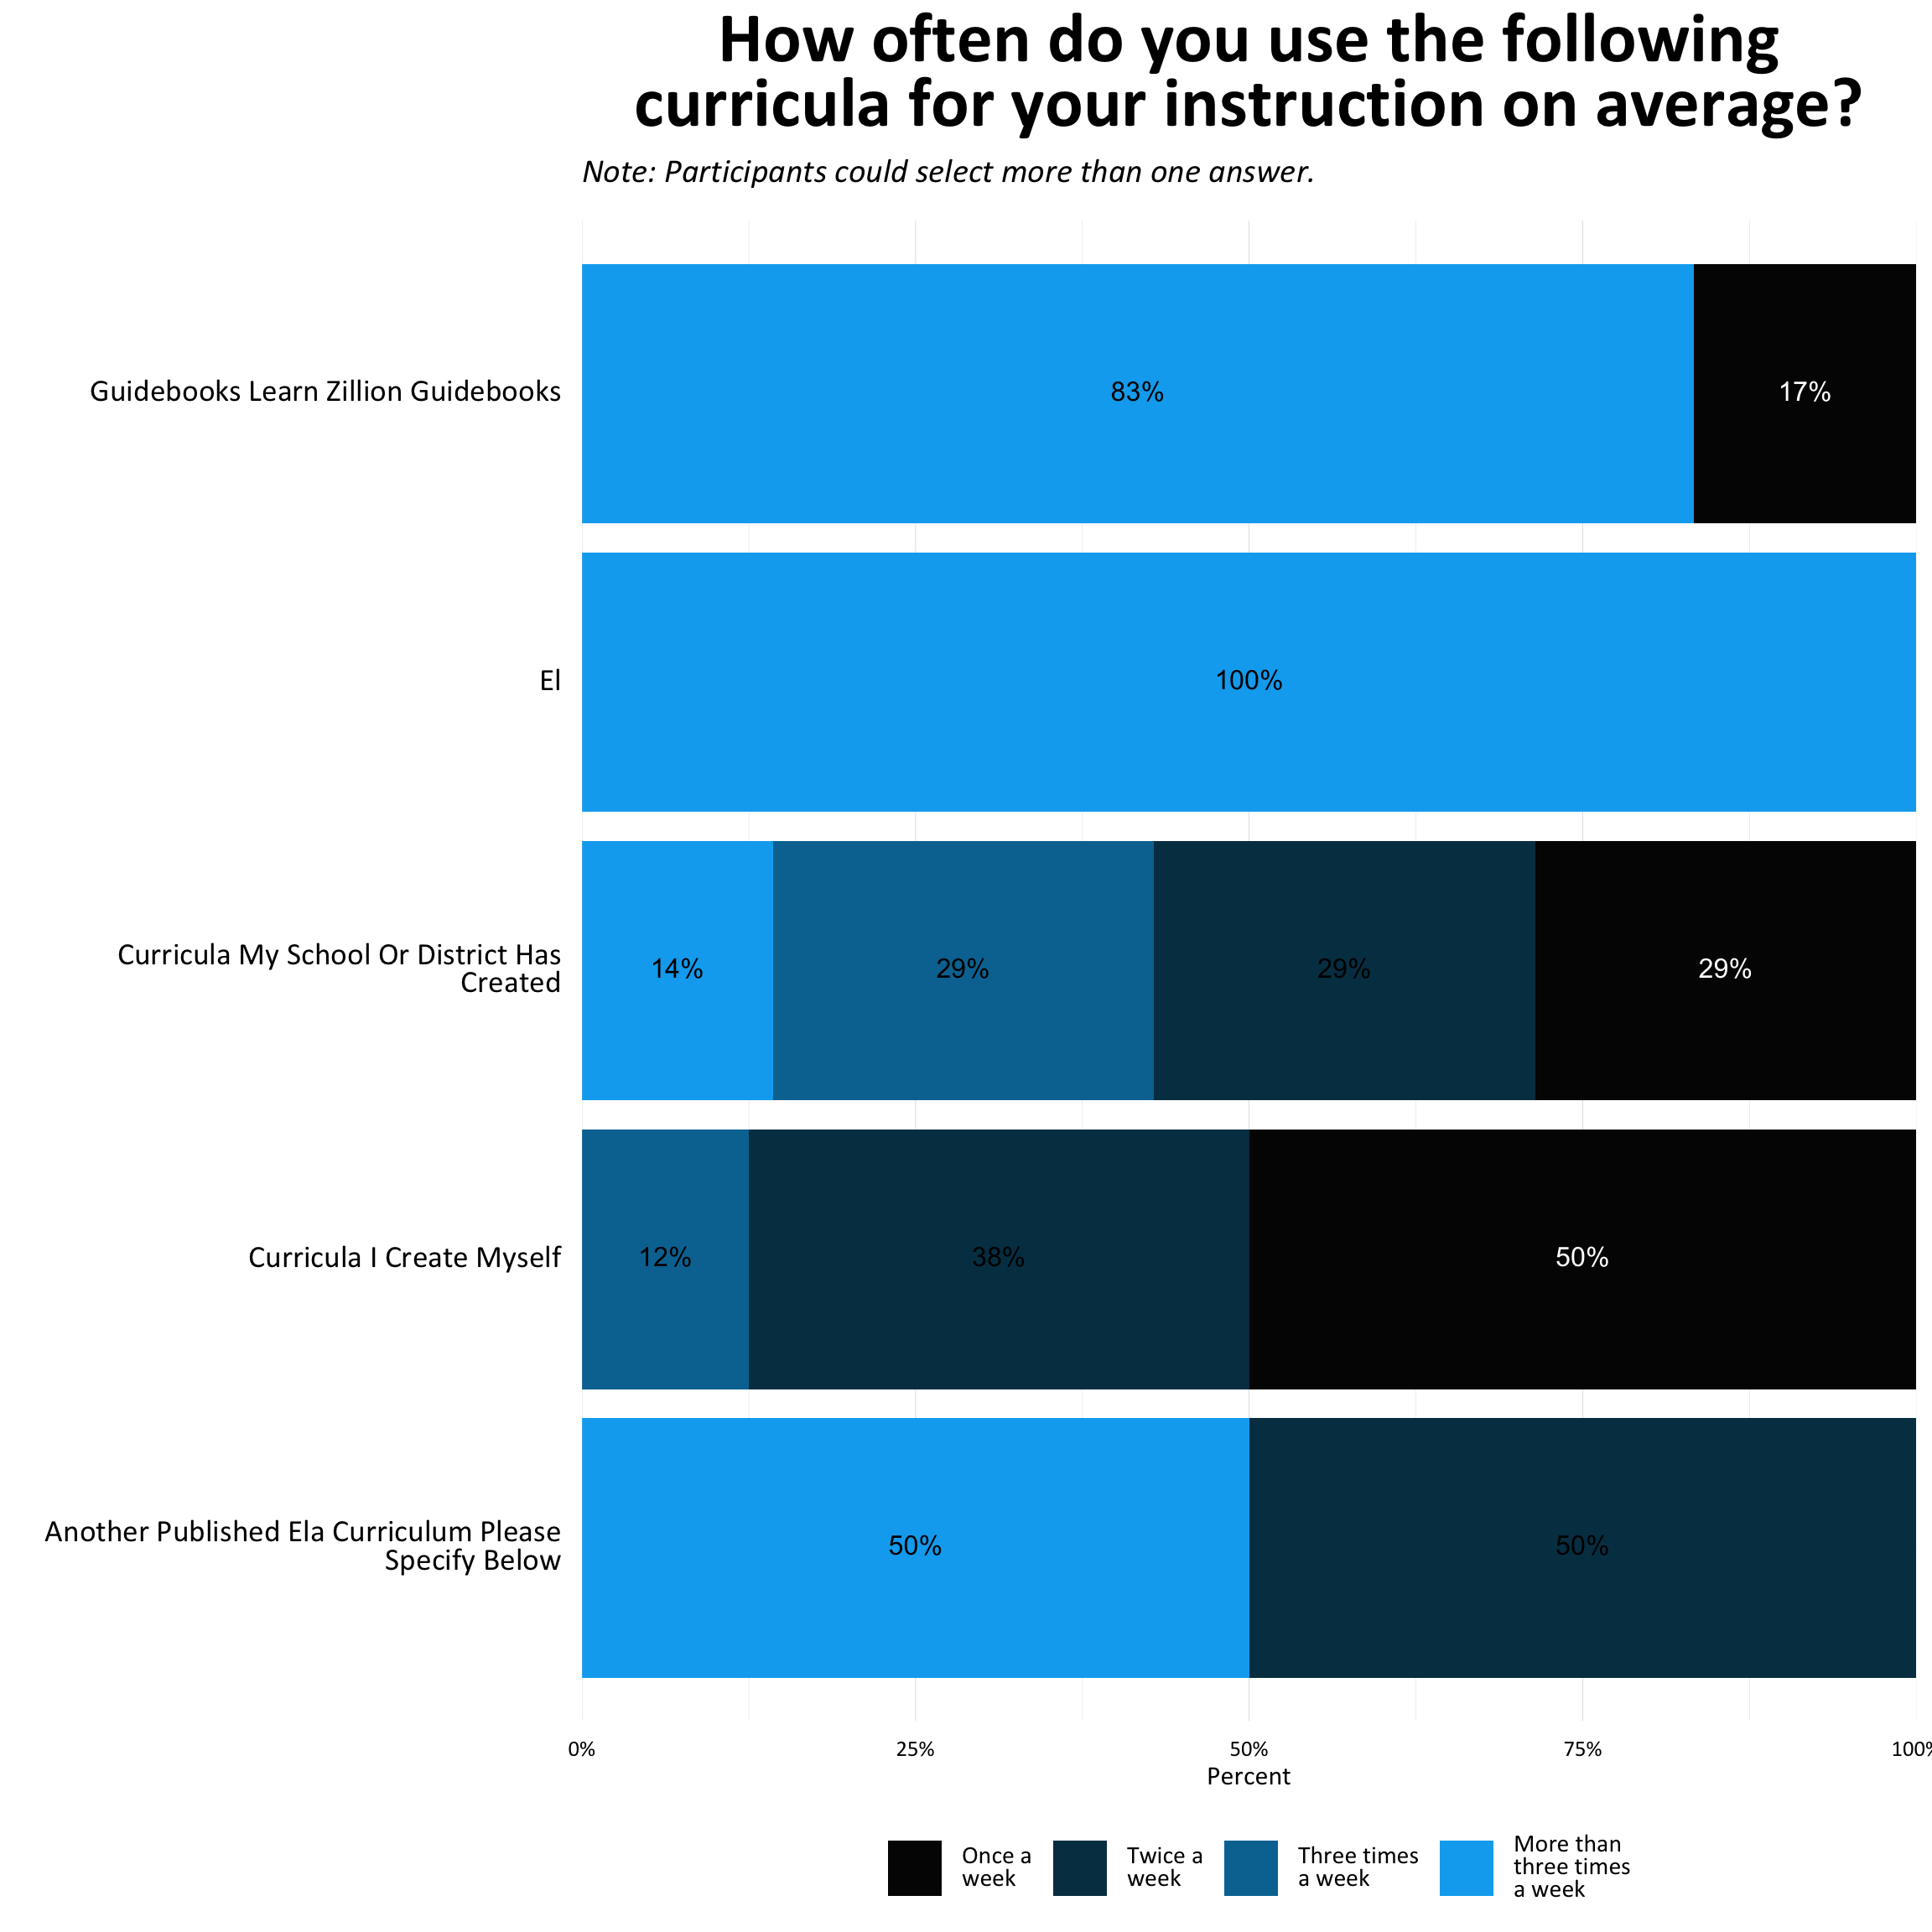 How often do you use the following
curricula for your instruction on average?
Note: Participants could select more than one answer.
Guidebooks Learn Zillion Guidebooks
83%
17%
El
100%
Curricula My School Or District Has
Created
14%
29%
29%
29%
Curricula I Create Myself
12%
38%
50%
Another Published Ela Curriculum Please
Specify Below
50%
50%
0%
25%
50%
75%
100%
Percent
Once a
week
Twice a
week
Three times
a week
More than
three times
a week